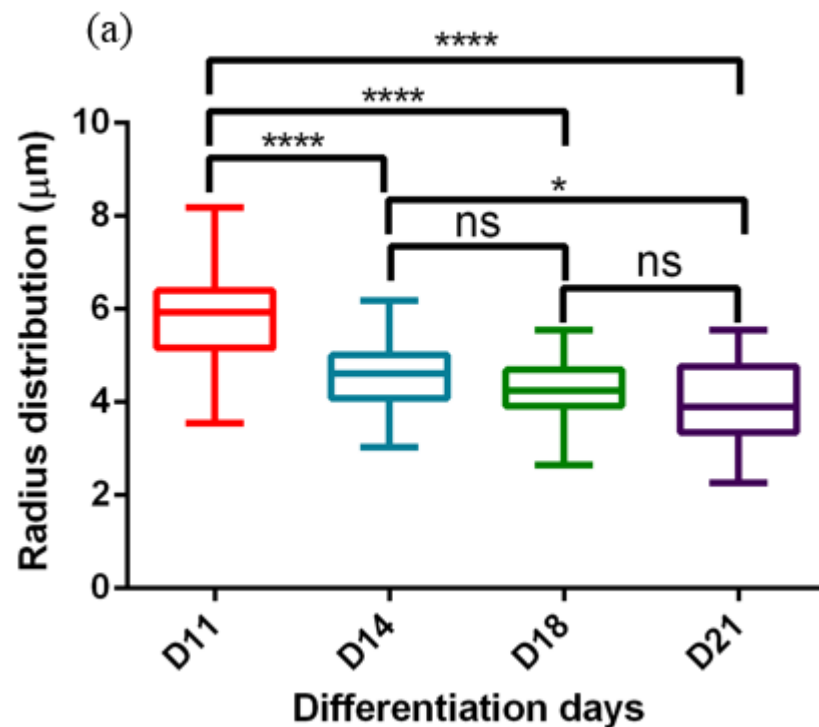 (a)
****
****
****
*
ns
ns
Radius distribution (μm)
10
8
6
4
2
0
D11
D14
D18
D21
Differentiation days